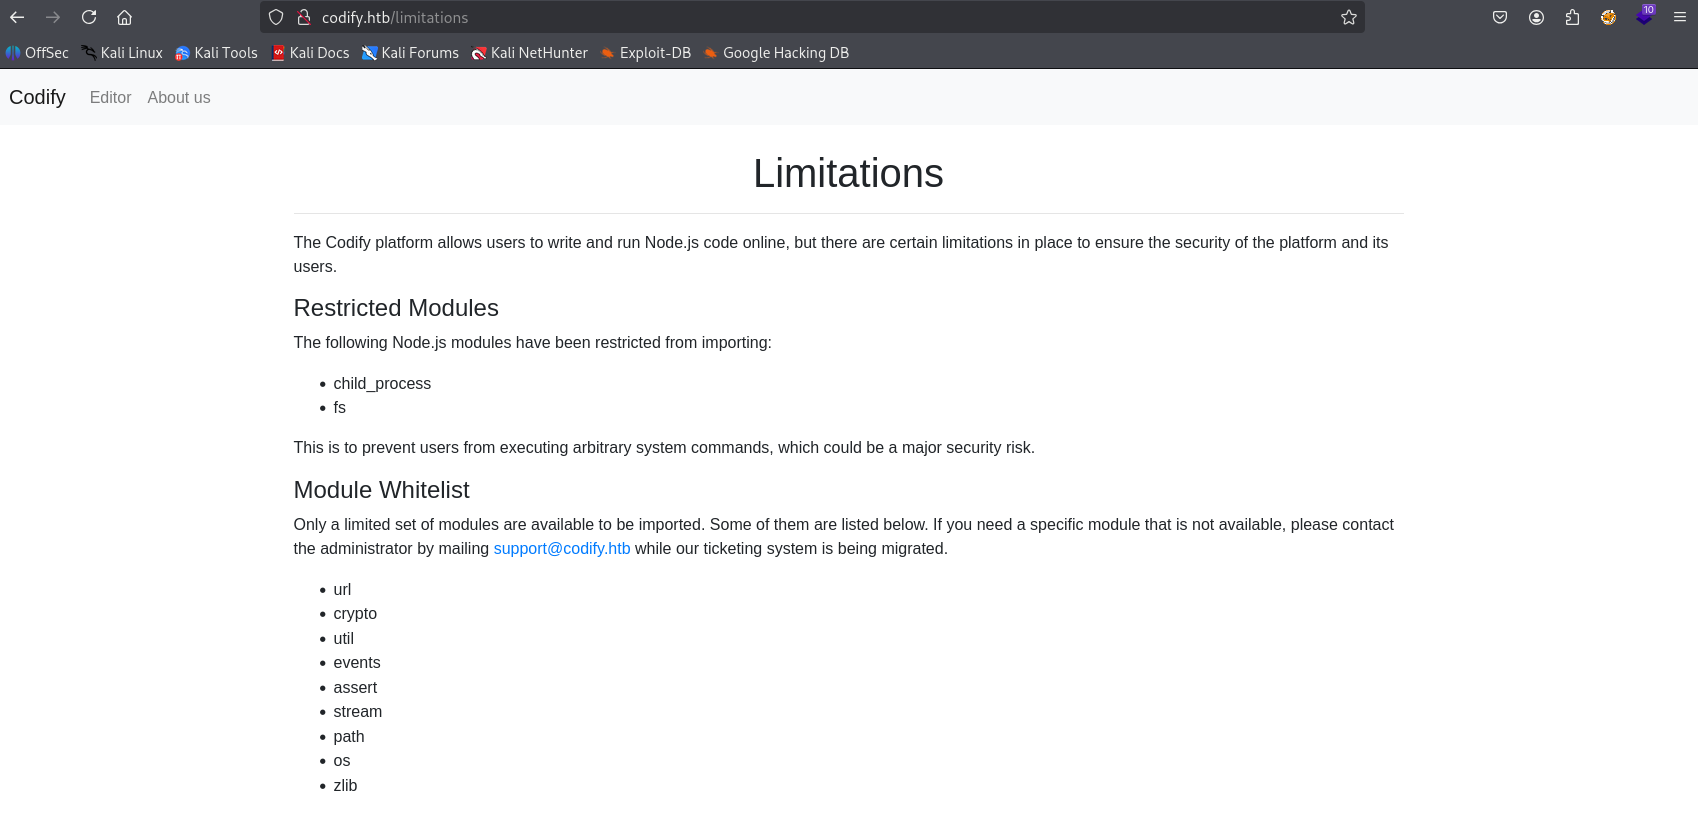 codify.htb/limitations
10
OffSec Kali Linux Kali Tools Kali Docs Kali Forums Kali NetHunter Exploit-DB Google Hacking DB
Codify Editor About us
Limitations
The Codify platform allows users to write and run Node.js code online, but there are certain limitations in place to ensure the security of the platform and its
users.
Restricted Modules
The following Node.js modules have been restricted from importing:
• child_process
• fs
This is to prevent users from executing arbitrary system commands, which could be a major security risk.
Module Whitelist
Only a limited set of modules are available to be imported. Some of them are listed below. If you need a specific module that is not available, please contact
the administrator by mailing support@codify.htb while our ticketing system is being migrated.
• url
• crypto
• util
• events
• assert
• stream
• path
• os
• zlib